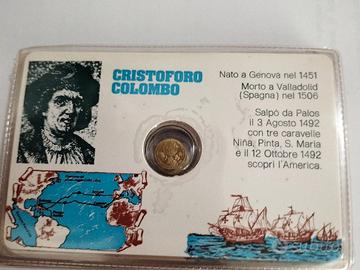 CRISTOFORO
COLOMBO
Nato a Genova nel 1451
Morto a Valladolid
(Spagna) nel 1506
Salpò da Palos
il 3 Agosto 1492
con tre caravelle
Niña, Pinta, S. Maria
e il 12 Ottobre 1492
scoprì l'America.